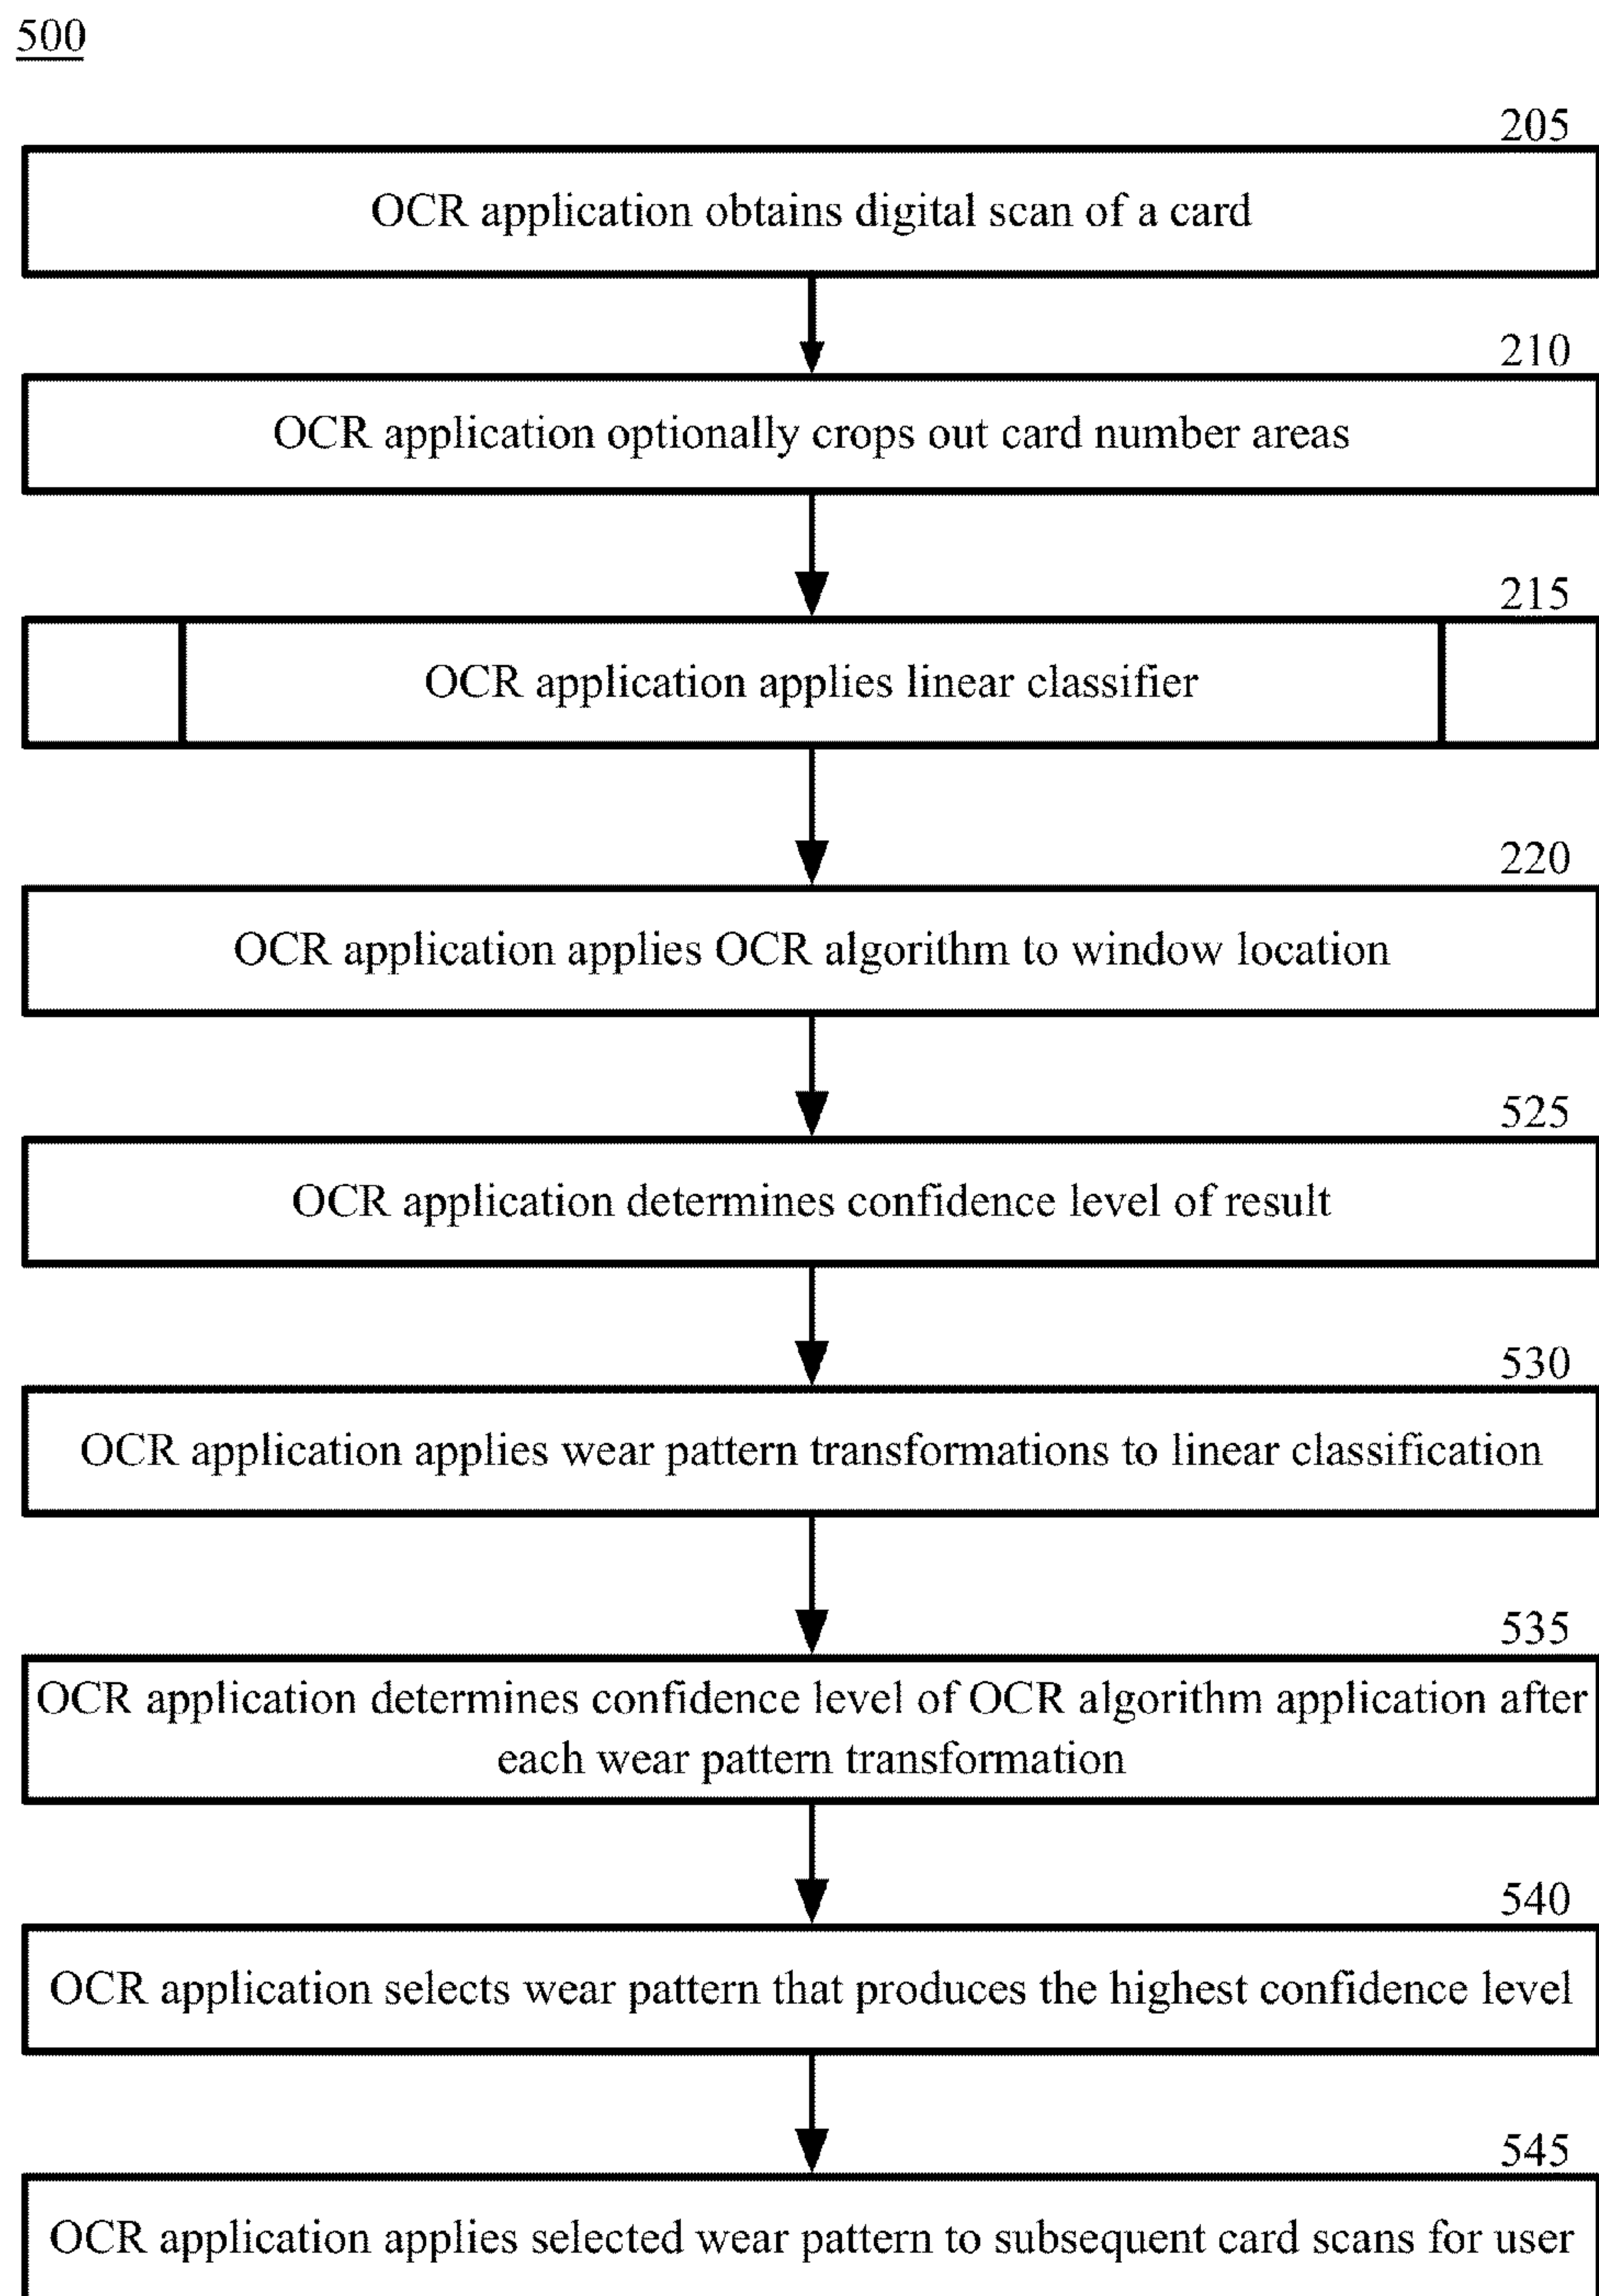 500
205
OCR application obtains digital scan of a card
210
OCR application optionally crops out card number areas
215
OCR application applies linear classifier
220
OCR application applies OCR algorithm to window location
525
OCR application determines confidence level of result
530
OCR application applies wear pattern transformations to linear classification
535
OCR application determines confidence level of OCR algorithm application after
each wear pattern transformation
540
OCR application selects wear pattern that produces the highest confidence level
545
OCR application applies selected wear pattern to subsequent card scans for user